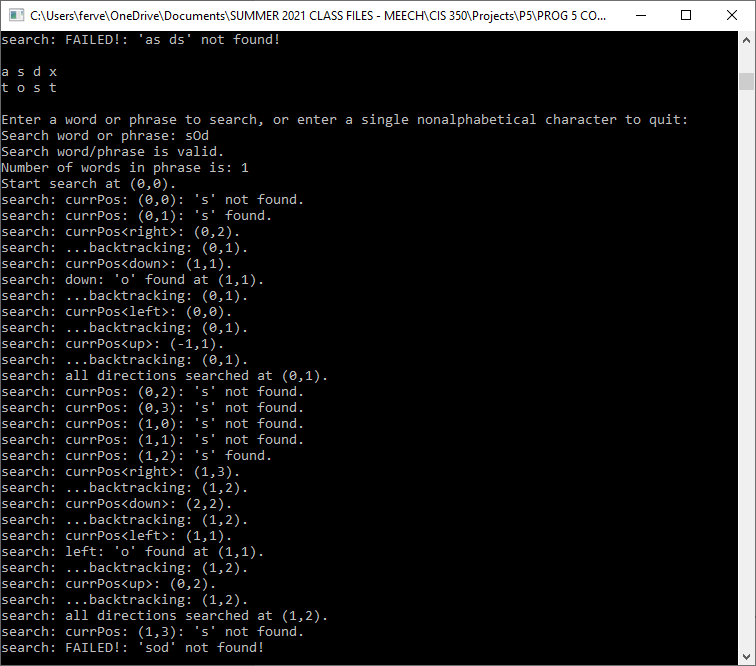 C:\Users\ferve\OneDrive\Documents\SUMMER 2021 CLASS FILES - MEECH\CIS 350\Projects\P5\PROG 5 CO...
search: FAILED!: 'as ds' not found!
a s d x
t o s t
Enter a word or phrase to search, or enter a single nonalphabetical character to quit:
Search word or phrase: sOd
Search word/phrase is valid.
Number of words in phrase is: 1
Start search at (0,0).
search: currPos: (0,0): 's' not found.
search: currPos: (0,1): 's' found.
search: currPos<right>: (0,2).
search: ...backtracking: (0,1).
search: currPos<down>: (1,1).
search: down: 'o' found at (1,1).
search: ...backtracking: (0,1).
search: currPos<left>: (0,0).
search: ...backtracking: (0,1).
search: currPos<up>: (-1,1).
search: ...backtracking: (0,1).
search: all directions searched at (0,1).
search: currPos: (0,2): 's' not found.
search: currPos: (0,3): 's' not found.
search: currPos: (1,0): 's' not found.
search: currPos: (1,1): 's' not found.
search: currPos: (1,2): 's' found.
search: currPos<right>: (1,3).
search: ...backtracking: (1,2).
search: currPos<down>: (2,2).
search: ...backtracking: (1,2).
search: currPos<left>: (1,1).
search: left: 'o' found at (1,1).
search: ...backtracking: (1,2).
search: currPos<up>: (0,2).
search: ...backtracking: (1,2).
search: all directions searched at (1,2).
search: currPos: (1,3): 's' not found.
search: FAILED!: 'sod' not found!